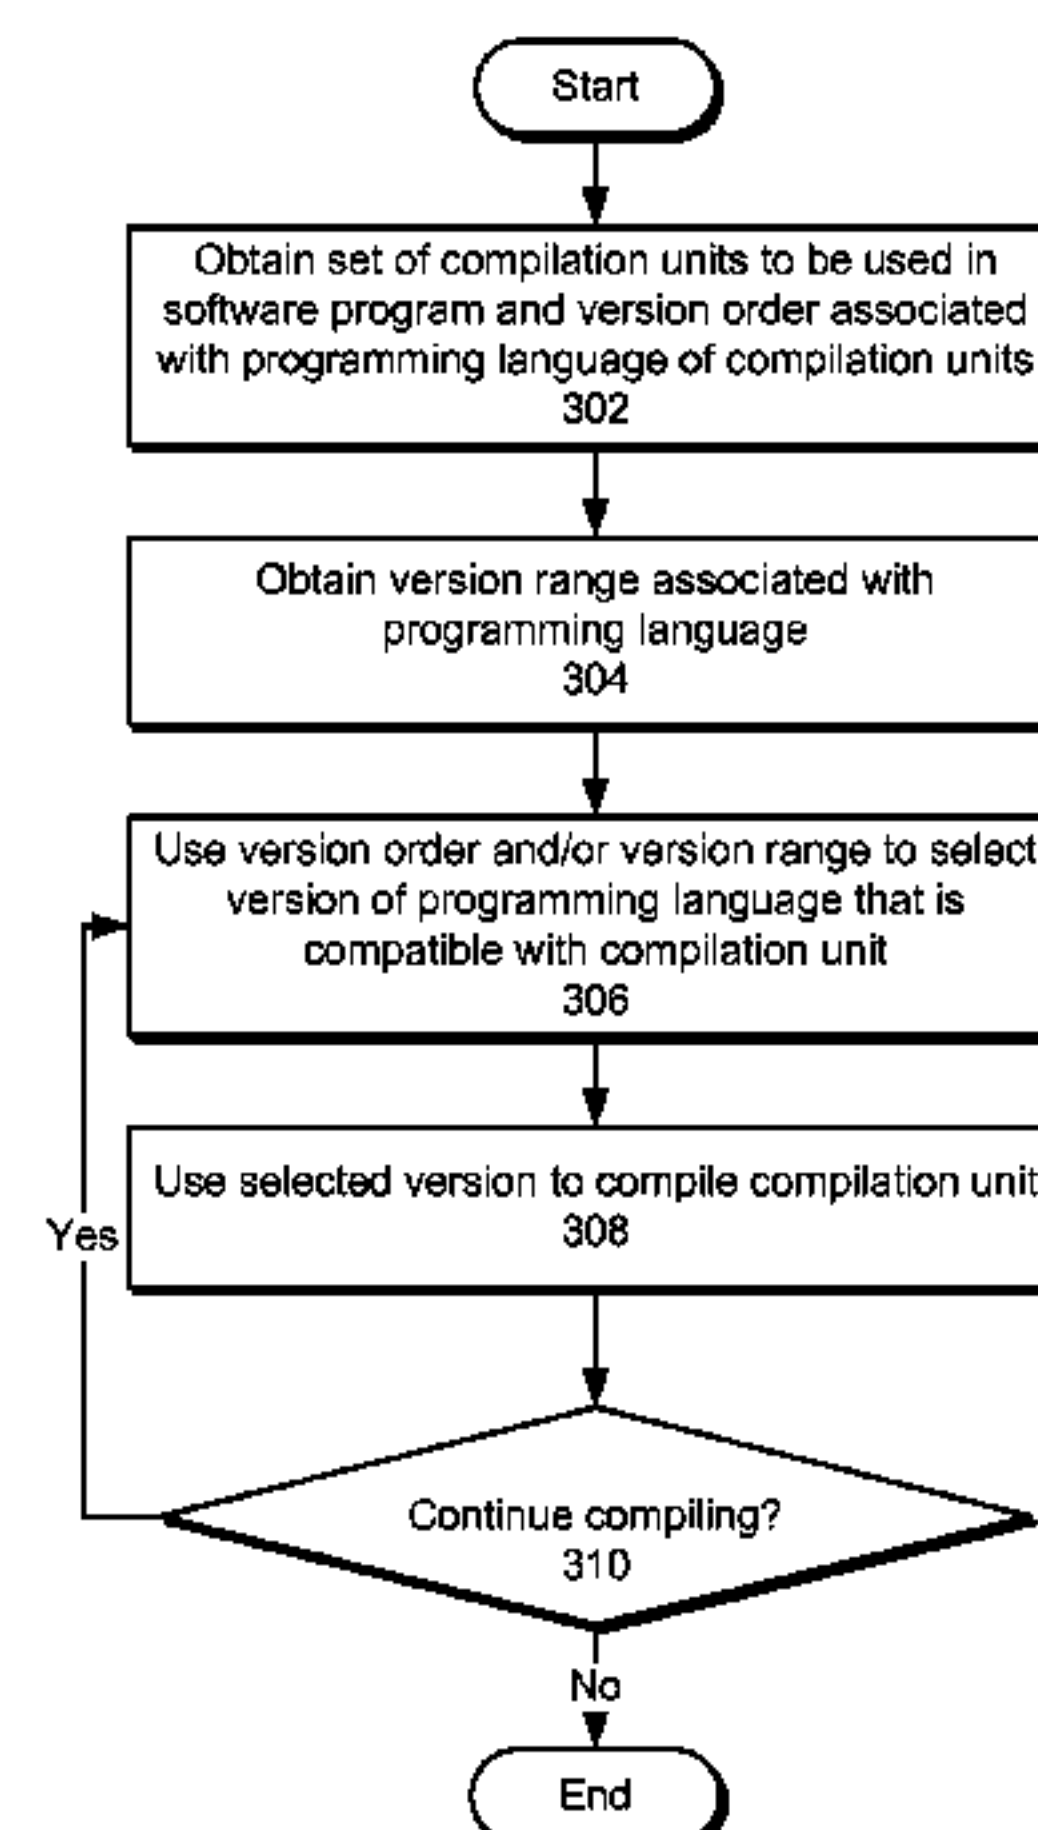 Start
Obtain set of compilation units to be used in
software program and version order associated
with programming language of compilation units
302
Obtain version range associated with
programming language
304
Use version order and/or version range to select
version of programming language that is
compatible with compilation unit
306
Use selected version to compile compilation unit
308
Yes
Continue compiling?
310
No
End